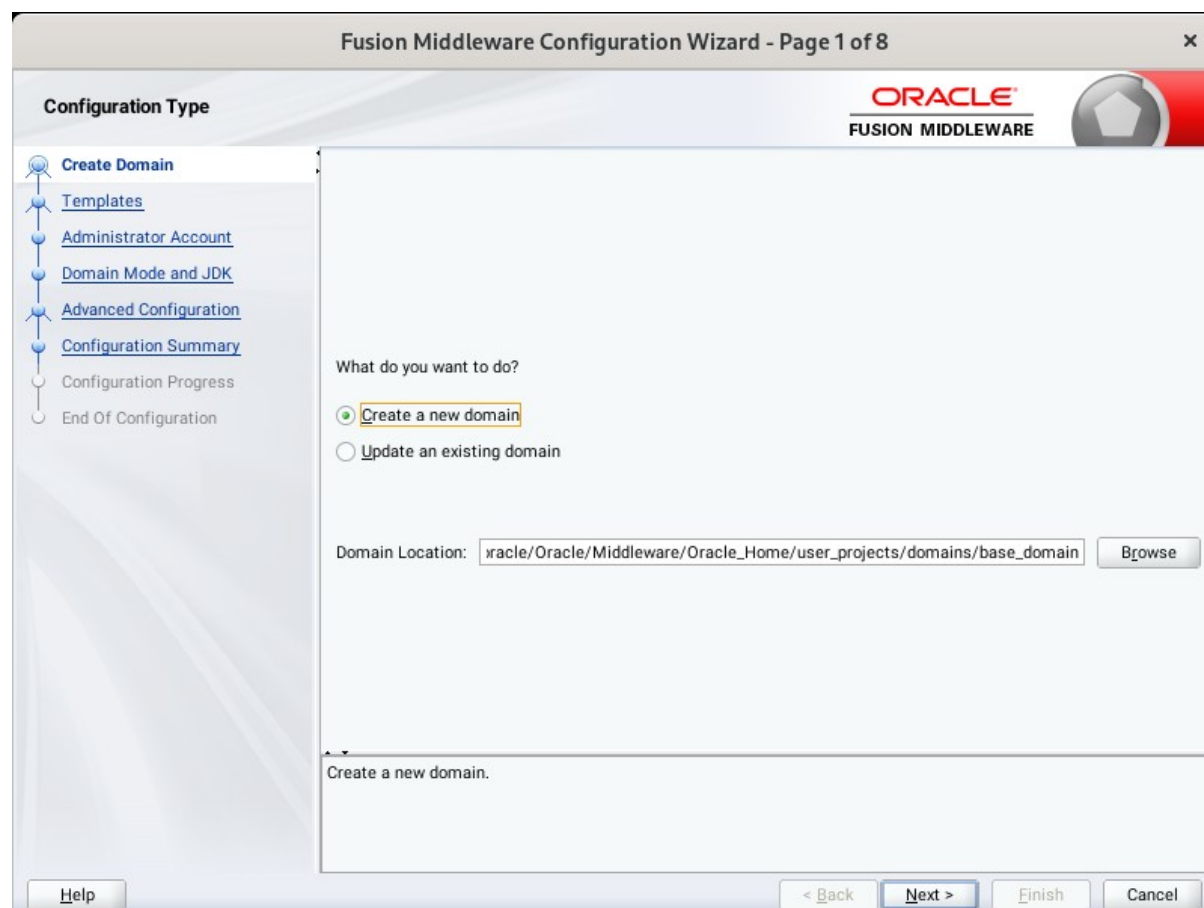 Fusion Middleware Configuration Wizard - Page 1 of 8
Configuration Type
ORACLE
FUSION MIDDLEWARE
Create Domain
Templates
Administrator Account
Domain Mode and JDK
Advanced Configuration
Configuration Summary
Configuration Progress
End Of Configuration
What do you want to do?
Create a new domain
Update an existing domain
Domain Location: racle/Oracle/Middleware/Oracle_Home/user_projects/domains/base_domain Browse
Create a new domain.
Help < Back Next > Finish Cancel